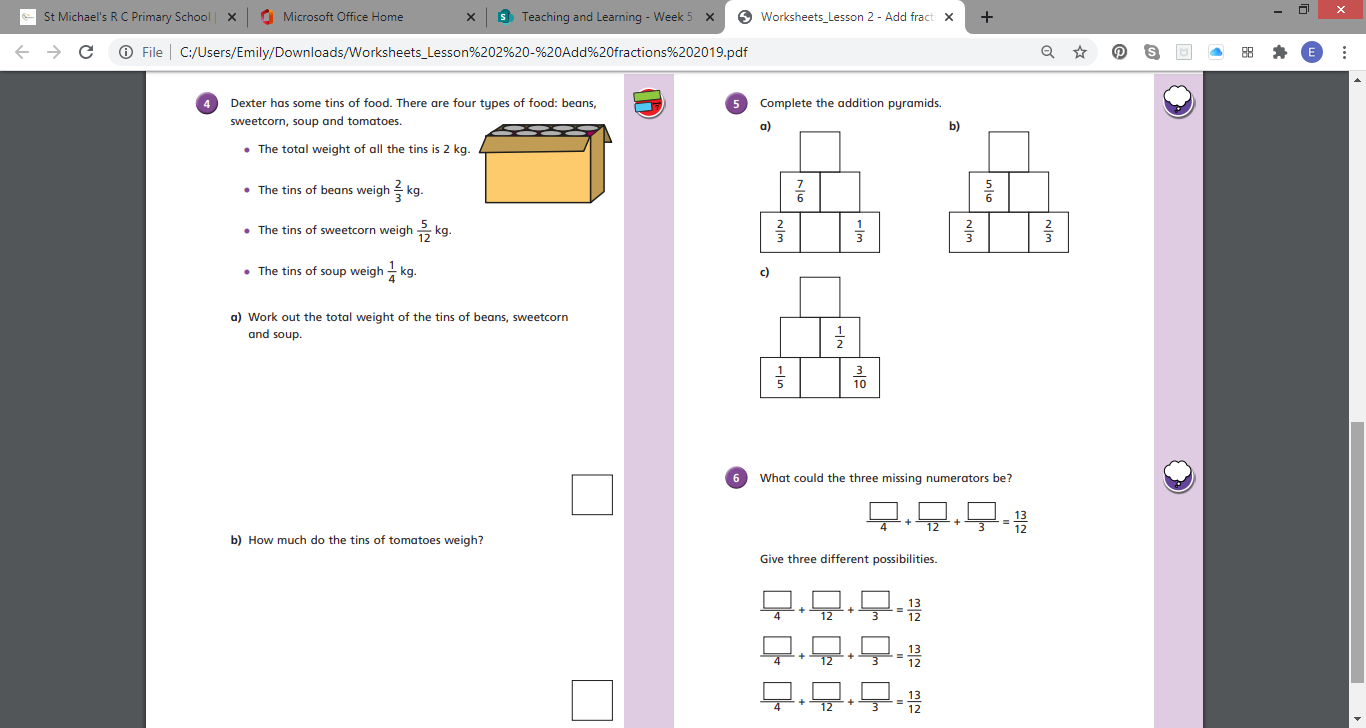 St Michael's R C Primary School
Microsoft Office Home
Teaching and Learning - Week 5
Worksheets_Lesson 2 - Add fract
File
C:/Users/Emily/Downloads/Worksheets_Lesson%202%20-%20Add%20fractions%202019.pdf
E
4 Dexter has some tins of food. There are four types of food: beans,
sweetcorn, soup and tomatoes.
• The total weight of all the tins is 2 kg.
• The tins of beans weigh 2/3 kg.
• The tins of sweetcorn weigh 5/12 kg.
• The tins of soup weigh 1/4 kg.
a) Work out the total weight of the tins of beans, sweetcorn
and soup.
b) How much do the tins of tomatoes weigh?
5 Complete the addition pyramids.
a)
7/6
2/3 1/3
b)
5/6
2/3 2/3
c)
1/2
1/5 3/10
6 What could the three missing numerators be?
/4 + /12 + /3 = 13/12
Give three different possibilities.
/4 + /12 + /3 = 13/12
/4 + /12 + /3 = 13/12
/4 + /12 + /3 = 13/12